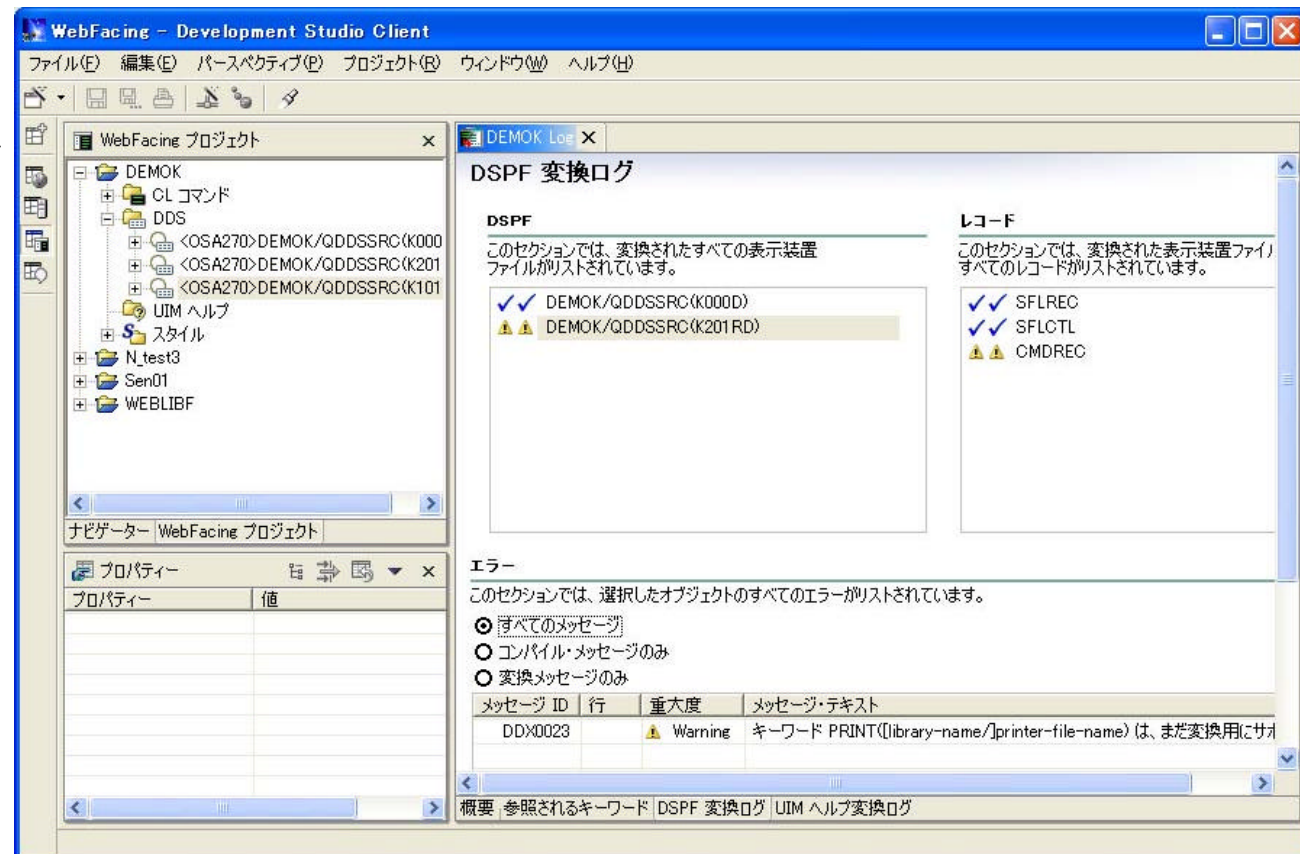 WebFacing - Development Studio Client
ファイル(F) 編集(E) パースペクティブ(P) プロジェクト(R) ウィンドウ(W) ヘルプ(H)
WebFacing プロジェクト
DEMOK
CL コマンド
DDS
<OSA270>DEMOK/QDDSSRC(K000
<OSA270>DEMOK/QDDSSRC(K201
<OSA270>DEMOK/QDDSSRC(K101
UIM ヘルプ
スタイル
N_test3
Sen01
WEBLIBF
ナビゲーター WebFacing プロジェクト
プロパティー
プロパティー 値
DEMOK Log
DSPF 変換ログ
DSPF
このセクションでは、変換されたすべての表示装置
ファイルがリストされています。
DEMOK/QDDSSRC(K000D)
DEMOK/QDDSSRC(K201RD)
レコード
このセクションでは、変換された表示装置ファイル
すべてのレコードがリストされています。
SFLREC
SFLCTL
CMDREC
エラー
このセクションでは、選択したオブジェクトのすべてのエラーがリストされています。
すべてのメッセージ
コンパイル・メッセージのみ
変換メッセージのみ
メッセージ ID 行 重大度 メッセージ・テキスト
DDX0023 Warning キーワード PRINT([library-name/]printer-file-name) は、まだ変換用にサポ
概要 参照されるキーワード DSPF 変換ログ UIM ヘルプ変換ログ